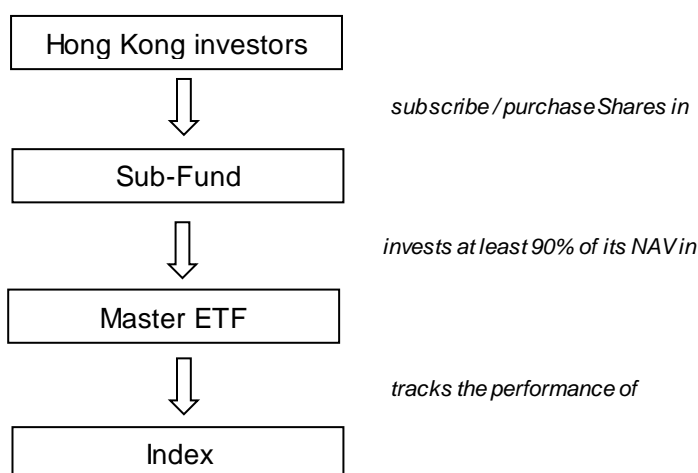 Hong Kong investors
subscribe / purchase Shares in
Sub-Fund
invests at least 90% of its NAV in
Master ETF
tracks the performance of
Index